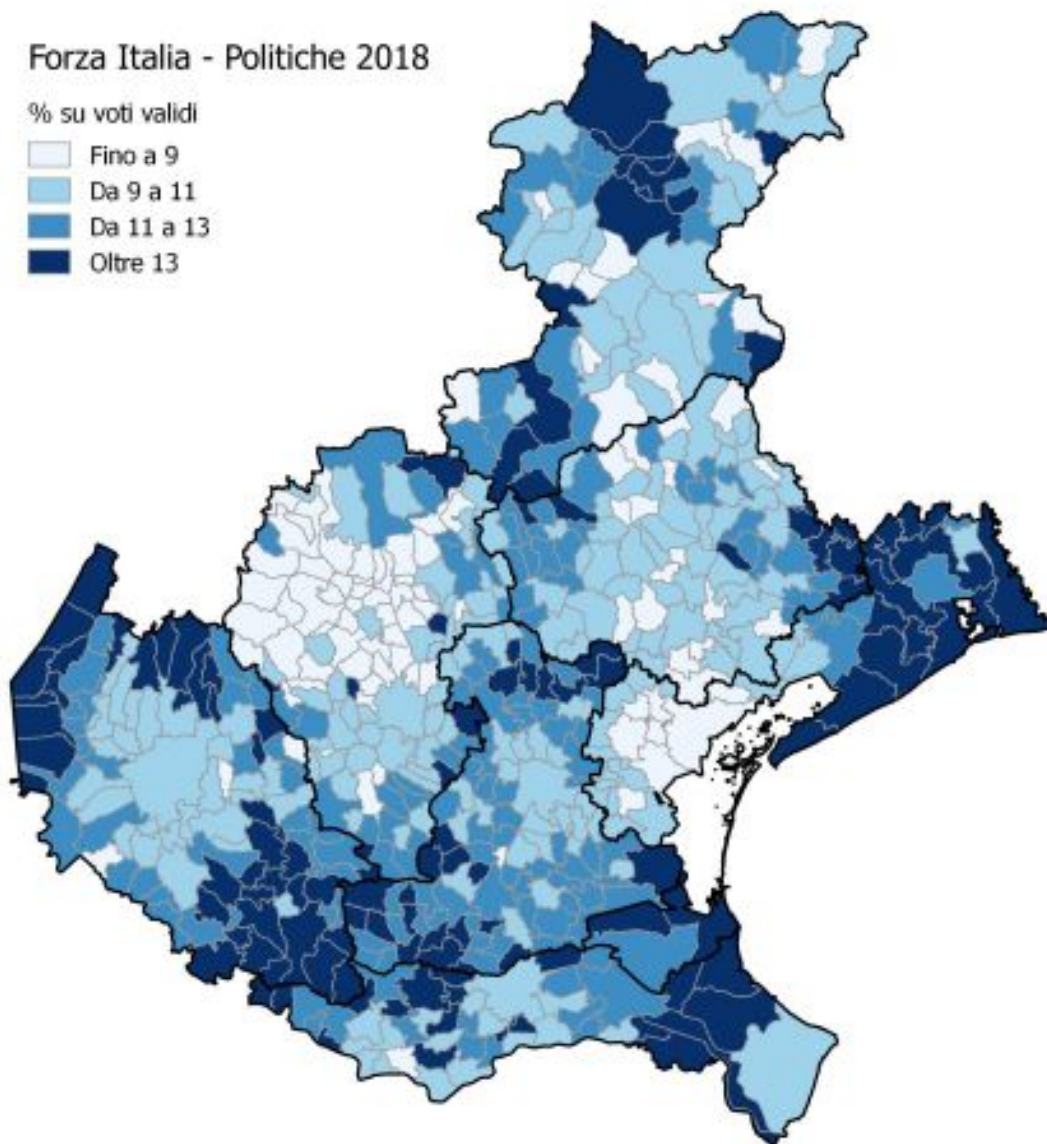 Forza Italia - Politiche 2018
% su voti validi
Fino a 9
Da 9 a 11
Da 11 a 13
Oltre 13